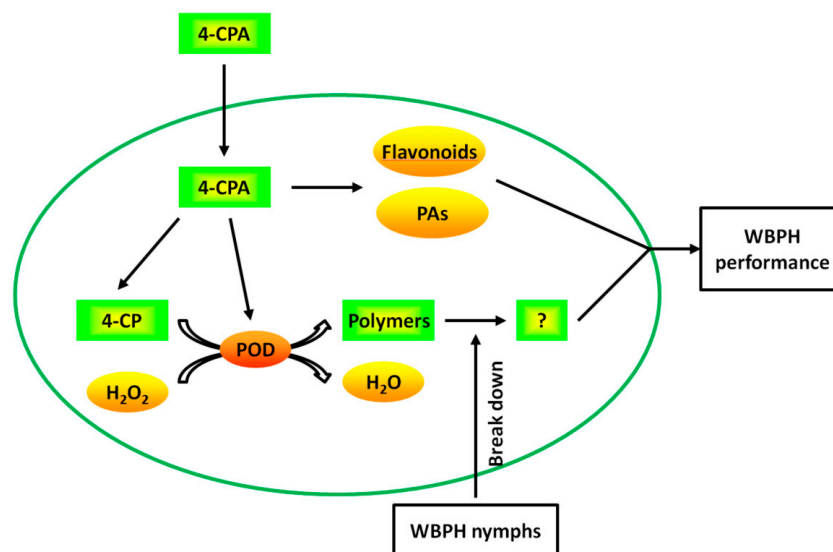 4-CPA
4-CPA
Flavonoids
PAs
WBPH
performance
4-CP
POD
Polymers
?
H₂O₂
H₂O
Break down
WBPH nymphs